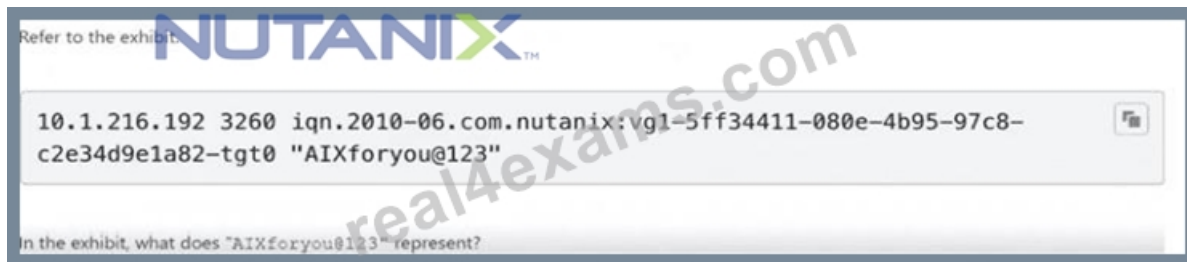 Refer to the exhibit.
NUTANIX™
10.1.216.192 3260 iqn.2010-06.com.nutanix:vg1-5ff34411-080e-4b95-97c8-
c2e34d9e1a82-tgt0 "AIXforyou@123"
real4exams.com
In the exhibit, what does "AIXforyou@123" represent?